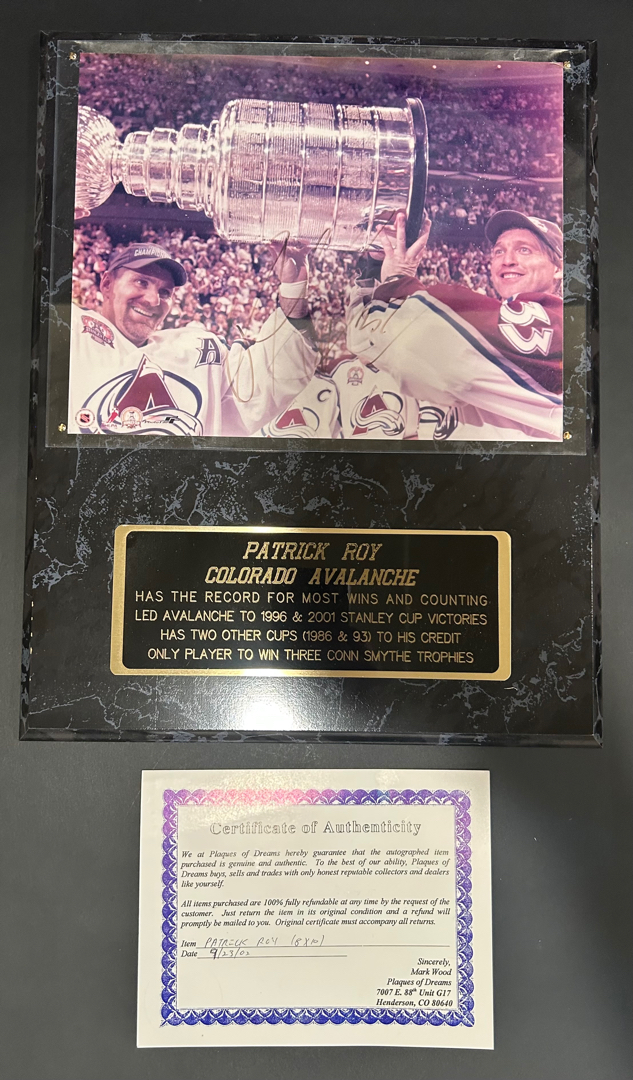 CHAMPIONS
A
33
C
PATRICK ROY
COLORADO AVALANCHE
HAS THE RECORD FOR MOST WINS AND COUNTING
LED AVALANCHE TO 1996 & 2001 STANLEY CUP VICTORIES
HAS TWO OTHER CUPS (1986 & 93) TO HIS CREDIT
ONLY PLAYER TO WIN THREE CONN SMYTHE TROPHIES
Certificate of Authenticity
We at Plaques of Dreams hereby guarantee that the autographed item
purchased is genuine and authentic. To the best of our ability, Plaques of
Dreams buys, sells and trades with only honest reputable collectors and dealers
like yourself.
All items purchased are 100% fully refundable at any time by the request of the
customer. Just return the item in its original condition and a refund will
promptly be mailed to you. Original certificate must accompany all returns.
Item PATRICK ROY (8X10)
Date 9/23/02
Sincerely,
Mark Wood
Plaques of Dreams
7007 E. 88th Unit G17
Henderson, CO 80640